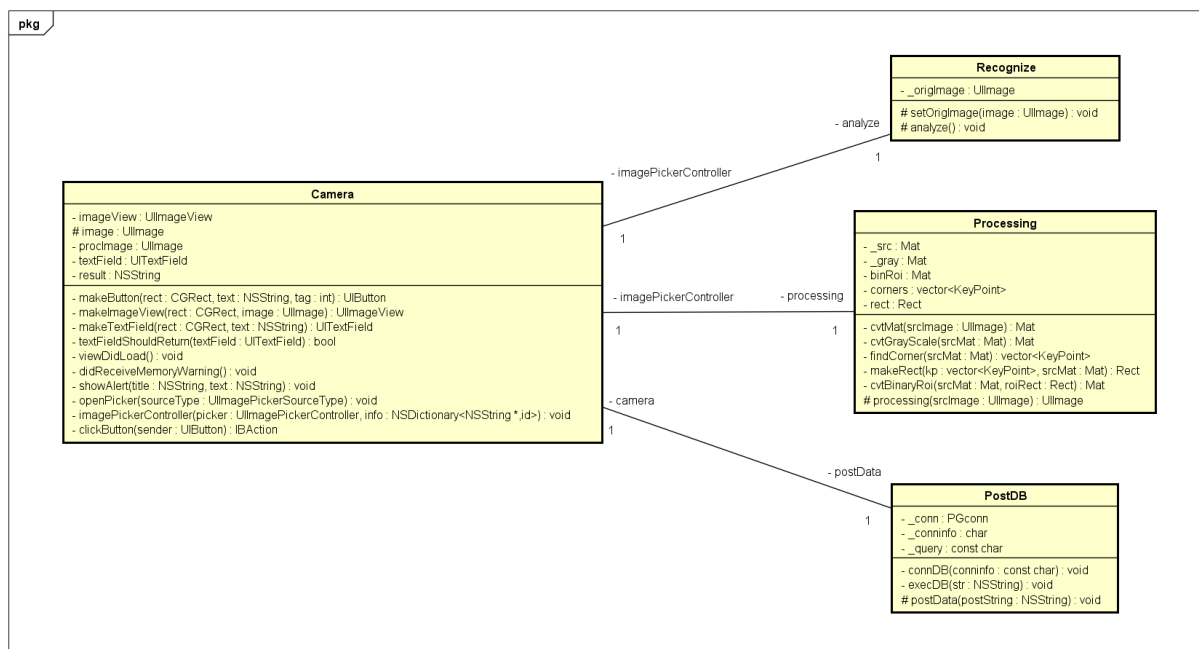 pkg
Recognize
- _origImage : UIImage
# setOrigImage(image : UIImage) : void
# analyze() : void
- analyze
1
- imagePickerController
1
Camera
- imageView : UIImageView
# image : UIImage
- procImage : UIImage
- textField : UITextField
- result : NSString
- makeButton(rect : CGRect, text : NSString, tag : int) : UIButton
- makeImageView(rect : CGRect, image : UIImage) : UIImageView
- makeTextField(rect : CGRect, text : NSString) : UITextField
- textFieldShouldReturn(textField : UITextField) : bool
- viewDidLoad() : void
- didReceiveMemoryWarning() : void
- showAlert(title : NSString, text : NSString) : void
- openPicker(sourceType : UIImagePickerSourceType) : void
- imagePickerController(picker : UIImagePickerController, info : NSDictionary<NSString *,id>) : void
- clickButton(sender : UIButton) : IBAction
- imagePickerController
1
- processing
1
Processing
- _src : Mat
- _gray : Mat
- binRoi : Mat
- corners : vector<KeyPoint>
- rect : Rect
- cvtMat(srcImage : UIImage) : Mat
- cvtGrayScale(srcMat : Mat) : Mat
- findCorner(srcMat : Mat) : vector<KeyPoint>
- makeRect(kp : vector<KeyPoint>, srcMat : Mat) : Rect
- cvtBinaryRoi(srcMat : Mat, roiRect : Rect) : Mat
# processing(srcImage : UIImage) : UIImage
- camera
1
- postData
1
PostDB
- _conn : PGconn
- _conninfo : char
- _query : const char
- connDB(conninfo : const char) : void
- execDB(str : NSString) : void
# postData(postString : NSString) : void